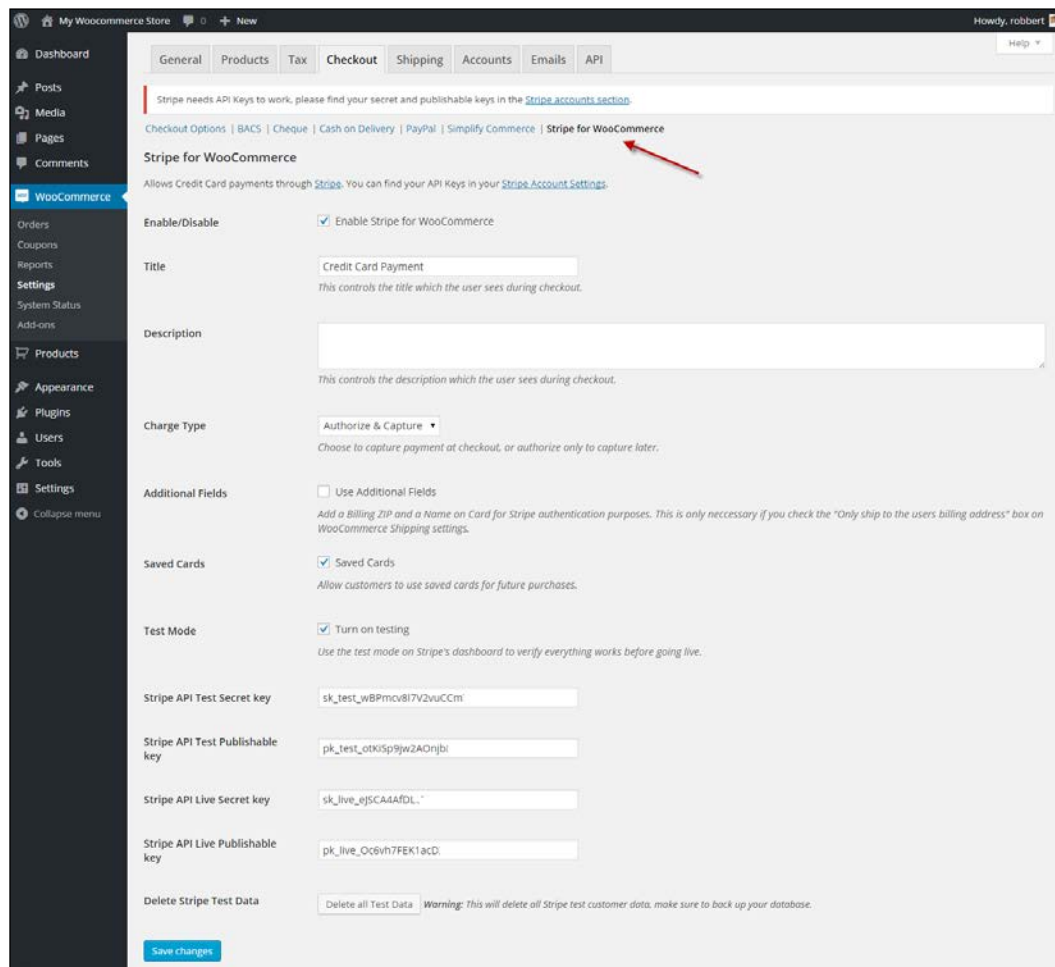 My Woocommerce Store 0 + New Howdy, robbert
Help
Dashboard
Posts
Media
Pages
Comments
WooCommerce
Orders
Coupons
Reports
Settings
System Status
Add-ons
Products
Appearance
Plugins
Users
Tools
Settings
Collapse menu
General Products Tax Checkout Shipping Accounts Emails API
Stripe needs API Keys to work, please find your secret and publishable keys in the Stripe accounts section.
Checkout Options | BACS | Cheque | Cash on Delivery | PayPal | Simplify Commerce | Stripe for WooCommerce
Stripe for WooCommerce
Allows Credit Card payments through Stripe. You can find your API Keys in your Stripe Account Settings.
Enable/Disable Enable Stripe for WooCommerce
Title Credit Card Payment
This controls the title which the user sees during checkout.
Description
This controls the description which the user sees during checkout.
Charge Type Authorize & Capture
Choose to capture payment at checkout, or authorize only to capture later.
Additional Fields Use Additional Fields
Add a Billing ZIP and a Name on Card for Stripe authentication purposes. This is only neccessary if you check the "Only ship to the users billing address" box on
WooCommerce Shipping settings.
Saved Cards Saved Cards
Allow customers to use saved cards for future purchases.
Test Mode Turn on testing
Use the test mode on Stripe's dashboard to verify everything works before going live.
Stripe API Test Secret key
Stripe API Test Publishable
key
Stripe API Live Secret key
Stripe API Live Publishable
key
Delete Stripe Test Data Delete all Test Data Warning: This will delete all Stripe test customer data, make sure to back up your database.
Save changes